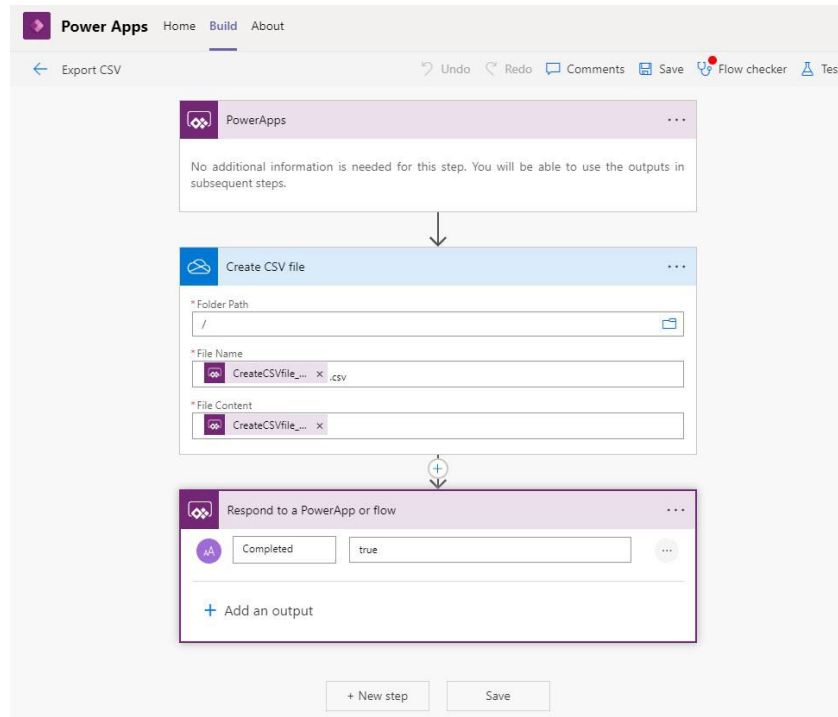 Power Apps Home Build About
Export CSV Undo Redo Comments Save Flow checker Tes
PowerApps
No additional information is needed for this step. You will be able to use the outputs in
subsequent steps.
Create CSV file
*Folder Path
/
*File Name
CreateCSVfile_... × .csv
*File Content
CreateCSVfile_... ×
Respond to a PowerApp or flow
AA Completed true
+ Add an output
+ New step Save